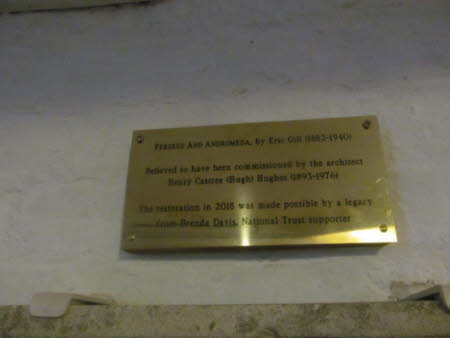 PERSEUS AND ANDROMEDA, by Eric Gill (1882-1940)
Believed to have been commissioned by the architect
Henry Castree (Hugh) Hughes (1893-1976)
The restoration in 2018 was made possible by a legacy
from Brenda Davis, National Trust supporter